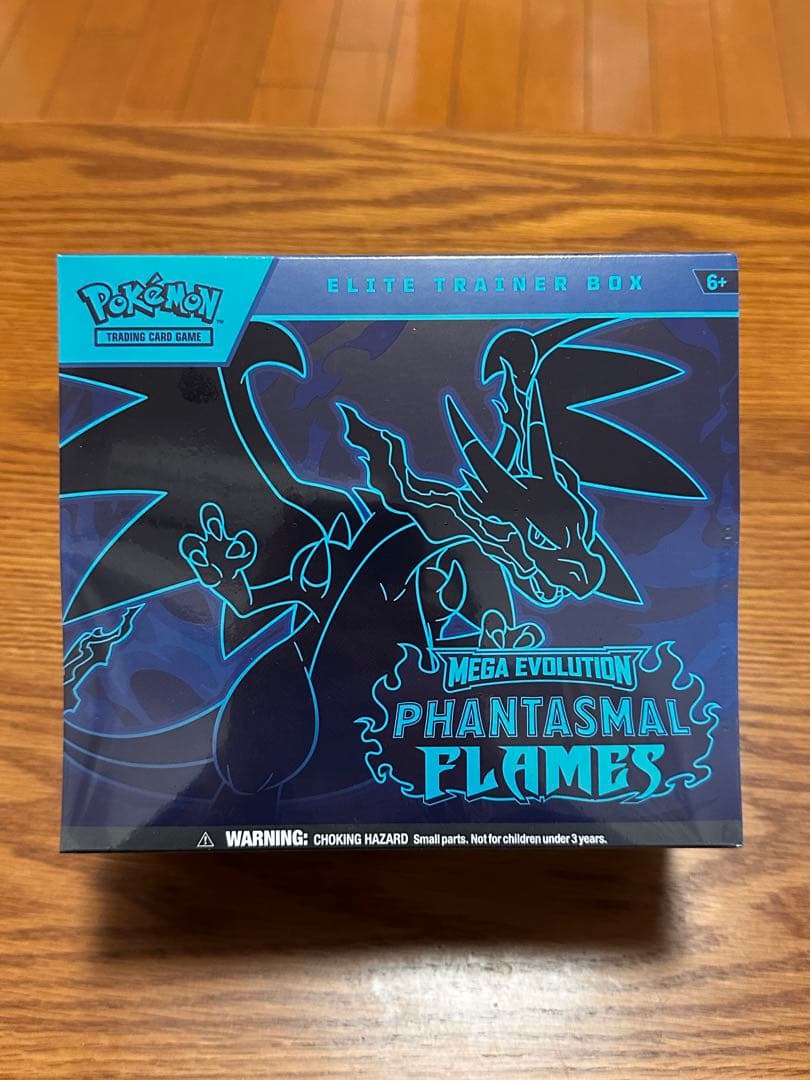 POKéMON™
TRADING CARD GAME
ELITE TRAINER BOX
6+
MEGA EVOLUTION
PHANTASMAL
FLAMES
WARNING: CHOKING HAZARD Small parts. Not for children under 3 years.